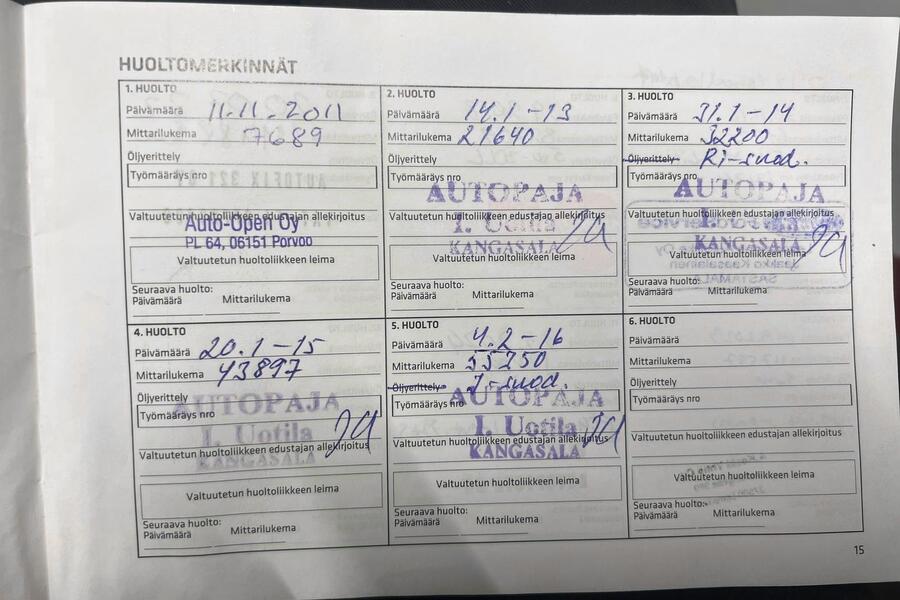 HUOLTOMERKINNÄT
1. HUOLTO
Päivämäärä 11.11.2011
Mittarilukema 7689
Öljyerittely
Työmääräys nro
Valtuutetun huoltoliikkeen edustajan allekirjoitus
Auto-Open Oy
PL 64, 06151 Porvoo
Valtuutetun huoltoliikkeen leima
Seuraava huolto:
Päivämäärä Mittarilukema
2. HUOLTO
Päivämäärä 14.1-13
Mittarilukema 21640
Öljyerittely
Työmääräys nro
AUTOPAJA
Valtuutetun huoltoliikkeen edustajan allekirjoitus
I. Uotila
KANGASALA
Valtuutetun huoltoliikkeen leima
Seuraava huolto:
Päivämäärä Mittarilukema
3. HUOLTO
Päivämäärä 31.1-14
Mittarilukema 32200
Öljyerittely Ri-suod.
Työmääräys nro
AUTOPAJA
Valtuutetun huoltoliikkeen edustajan allekirjoitus
KANGASALA
Valtuutetun huoltoliikkeen leima
Seuraava huolto:
Päivämäärä Mittarilukema
4. HUOLTO
Päivämäärä 20.1-15
Mittarilukema 43897
Öljyerittely
AUTOPAJA
Työmääräys nro
I. Uotila
Valtuutetun huoltoliikkeen edustajan allekirjoitus
KANGASALA
Valtuutetun huoltoliikkeen leima
Seuraava huolto:
Päivämäärä Mittarilukema
5. HUOLTO
Päivämäärä 4.2-16
Mittarilukema 55250
Öljyerittely I-suod.
AUTOPAJA
Työmääräys nro
I. Uotila
Valtuutetun huoltoliikkeen edustajan allekirjoitus
KANGASALA
Valtuutetun huoltoliikkeen leima
Seuraava huolto:
Päivämäärä Mittarilukema
6. HUOLTO
Päivämäärä
Mittarilukema
Öljyerittely
Työmääräys nro
Valtuutetun huoltoliikkeen edustajan allekirjoitus
Valtuutetun huoltoliikkeen leima
Seuraava huolto:
Päivämäärä Mittarilukema
15